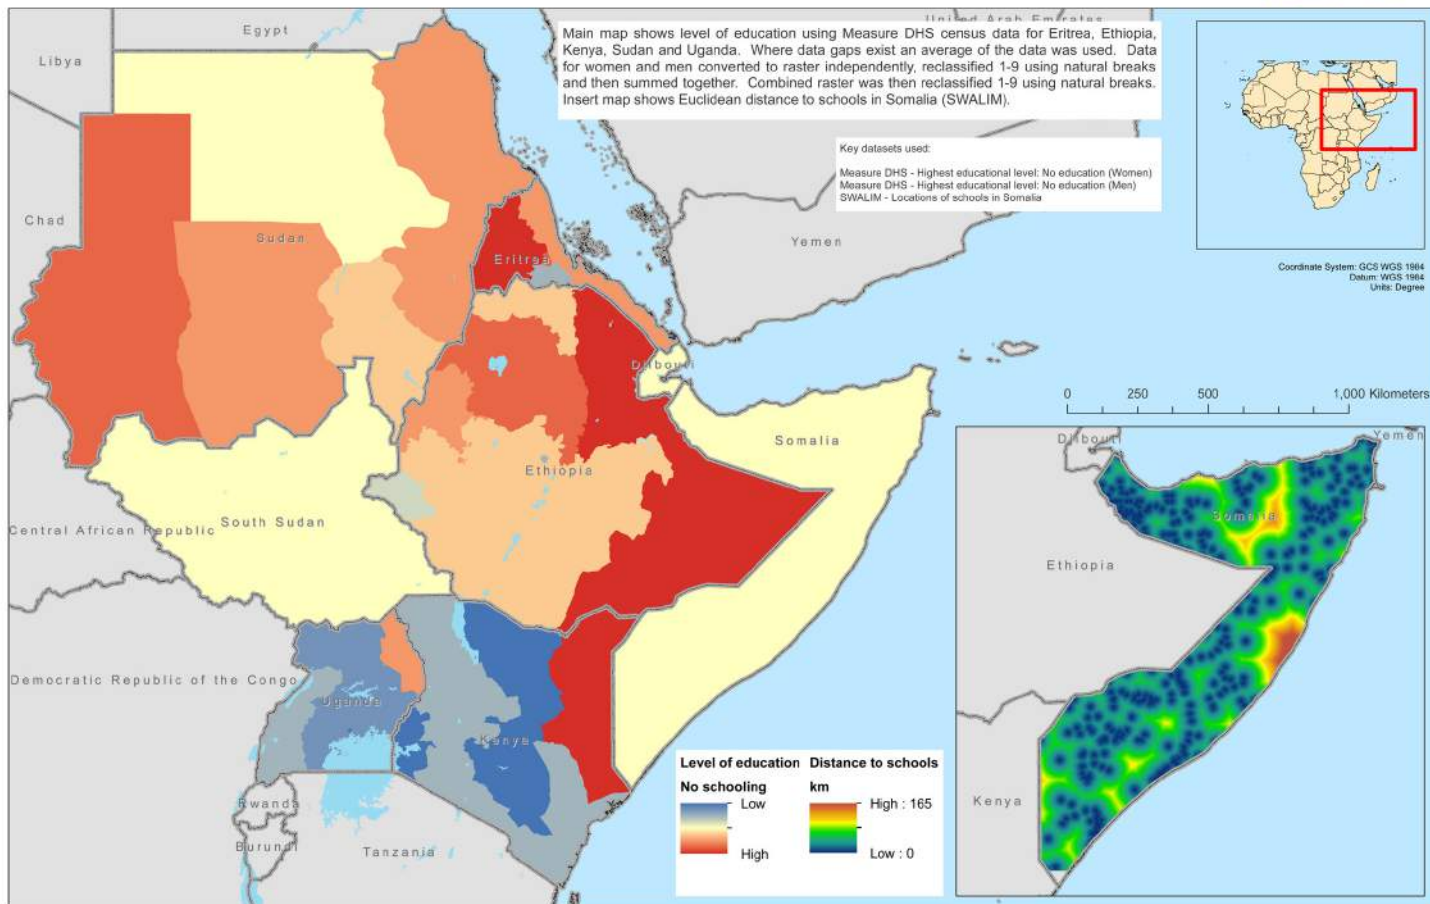 Egypt
United Arab Emirates
Libya
Main map shows level of education using Measure DHS census data for Eritrea, Ethiopia,
Kenya, Sudan and Uganda. Where data gaps exist an average of the data was used. Data
for women and men converted to raster independently, reclassified 1-9 using natural breaks
and then summed together. Combined raster was then reclassified 1-9 using natural breaks.
Insert map shows Euclidean distance to schools in Somalia (SWALIM).
Key datasets used:
Measure DHS - Highest educational level: No education (Women)
Measure DHS - Highest educational level: No education (Men)
SWALIM - Locations of schools in Somalia
Chad
Sudan
Yemen
Eritrea
Coordinate System: GCS WGS 1984
Datum: WGS 1984
Units: Degree
Djibouti
0 250 500 1,000 Kilometers
Somalia
Ethiopia
South Sudan
Central African Republic
Democratic Republic of the Congo
Uganda
Kenya
Rwanda
Burundi
Tanzania
Level of education
No schooling
Low
High
Distance to schools
km
High : 165
Low : 0
Djibouti
Yemen
Somalia
Ethiopia
Kenya